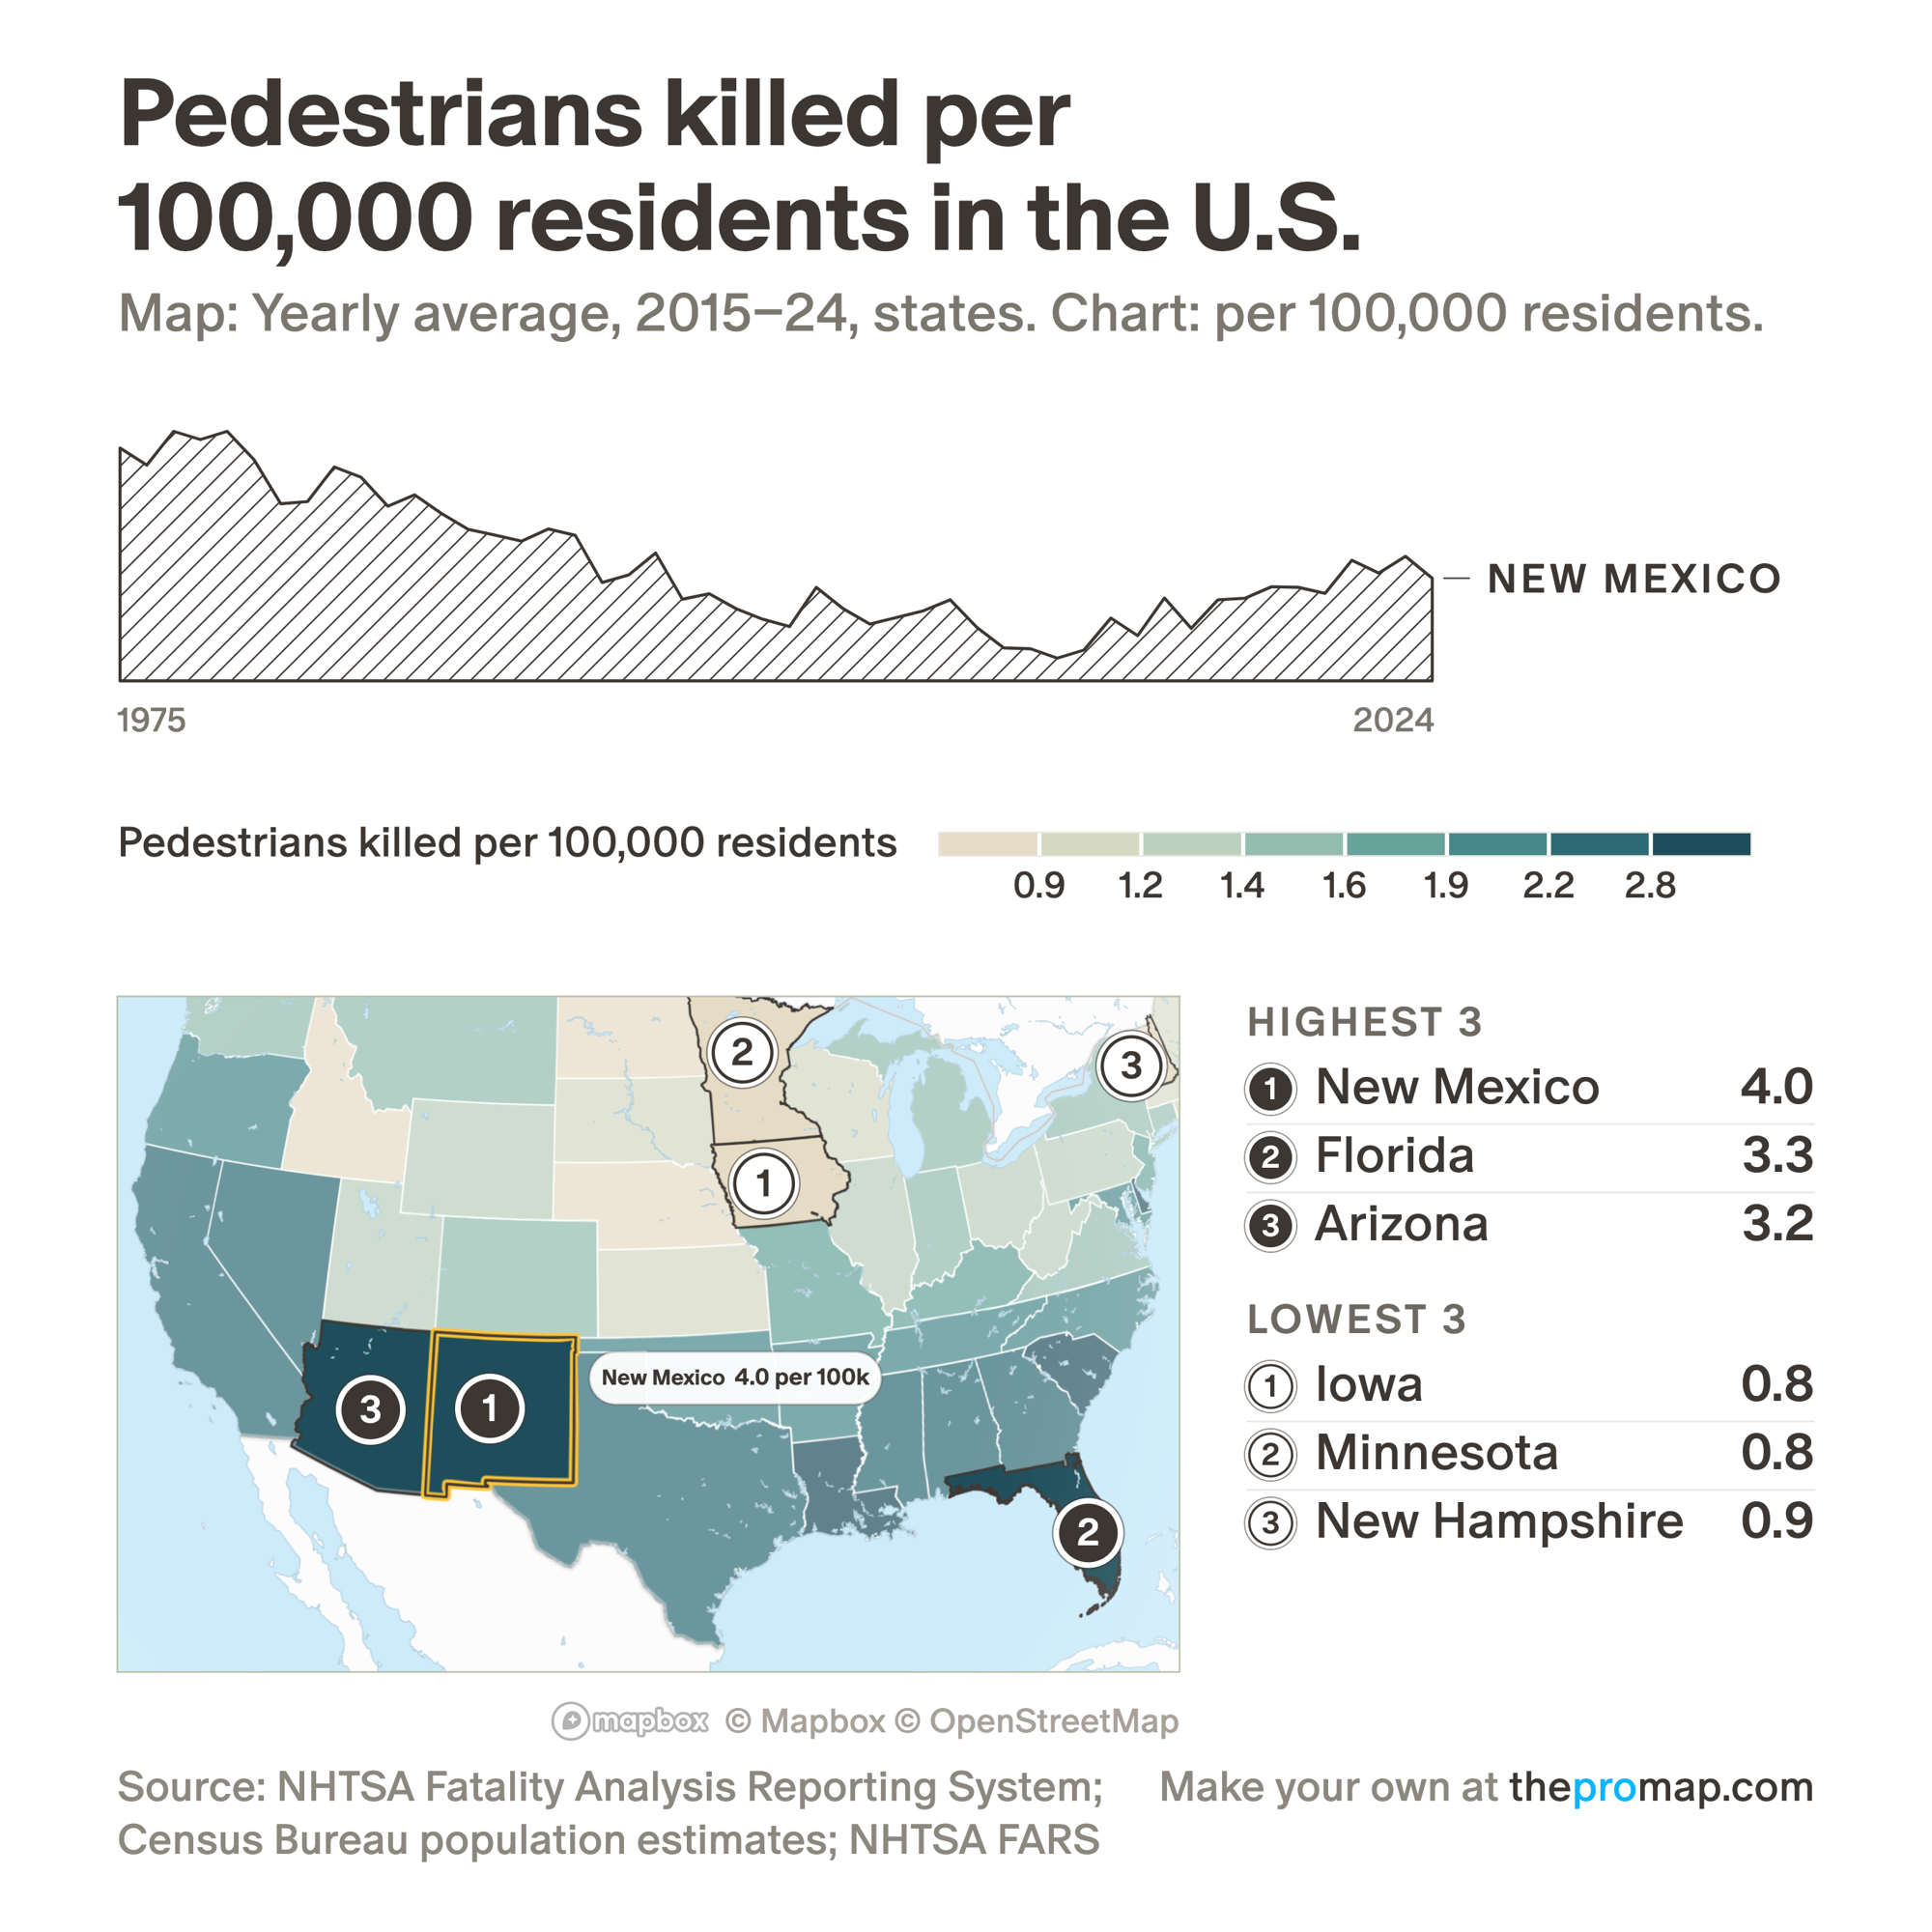 Pedestrians killed per
100,000 residents in the U.S.
Map: Yearly average, 2015–24, states. Chart: per 100,000 residents.
NEW MEXICO
1975
2024
Pedestrians killed per 100,000 residents
0.9 1.2 1.4 1.6 1.9 2.2 2.8
2
3
1
New Mexico 4.0 per 100k
3
1
2
HIGHEST 3
1 New Mexico 4.0
2 Florida 3.3
3 Arizona 3.2
LOWEST 3
1 Iowa 0.8
2 Minnesota 0.8
3 New Hampshire 0.9
mapbox © Mapbox © OpenStreetMap
Source: NHTSA Fatality Analysis Reporting System;
Census Bureau population estimates; NHTSA FARS
Make your own at thepromap.com